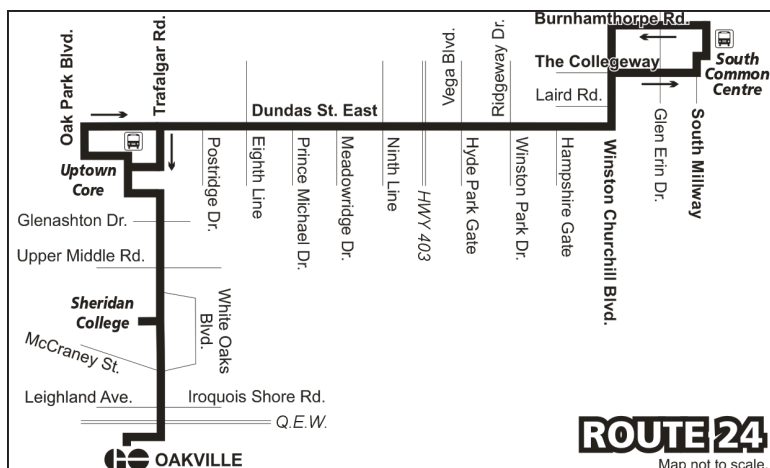 Burnhamthorpe Rd.
The Collegeway
South
Common
Centre
Laird Rd.
Glen Erin Dr.
South Millway
Winston Churchill Blvd.
Vega Blvd.
Ridgeway Dr.
Oak Park Blvd.
Trafalgar Rd.
Dundas St. East
Uptown
Core
Postridge Dr.
Eighth Line
Prince Michael Dr.
Meadowridge Dr.
Ninth Line
HWY 403
Hyde Park Gate
Winston Park Dr.
Hampshire Gate
Glenashton Dr.
Upper Middle Rd.
Sheridan
College
White Oaks
Blvd.
McCraney St.
Leighland Ave.
Iroquois Shore Rd.
Q.E.W.
GO OAKVILLE
ROUTE 24
Map not to scale.